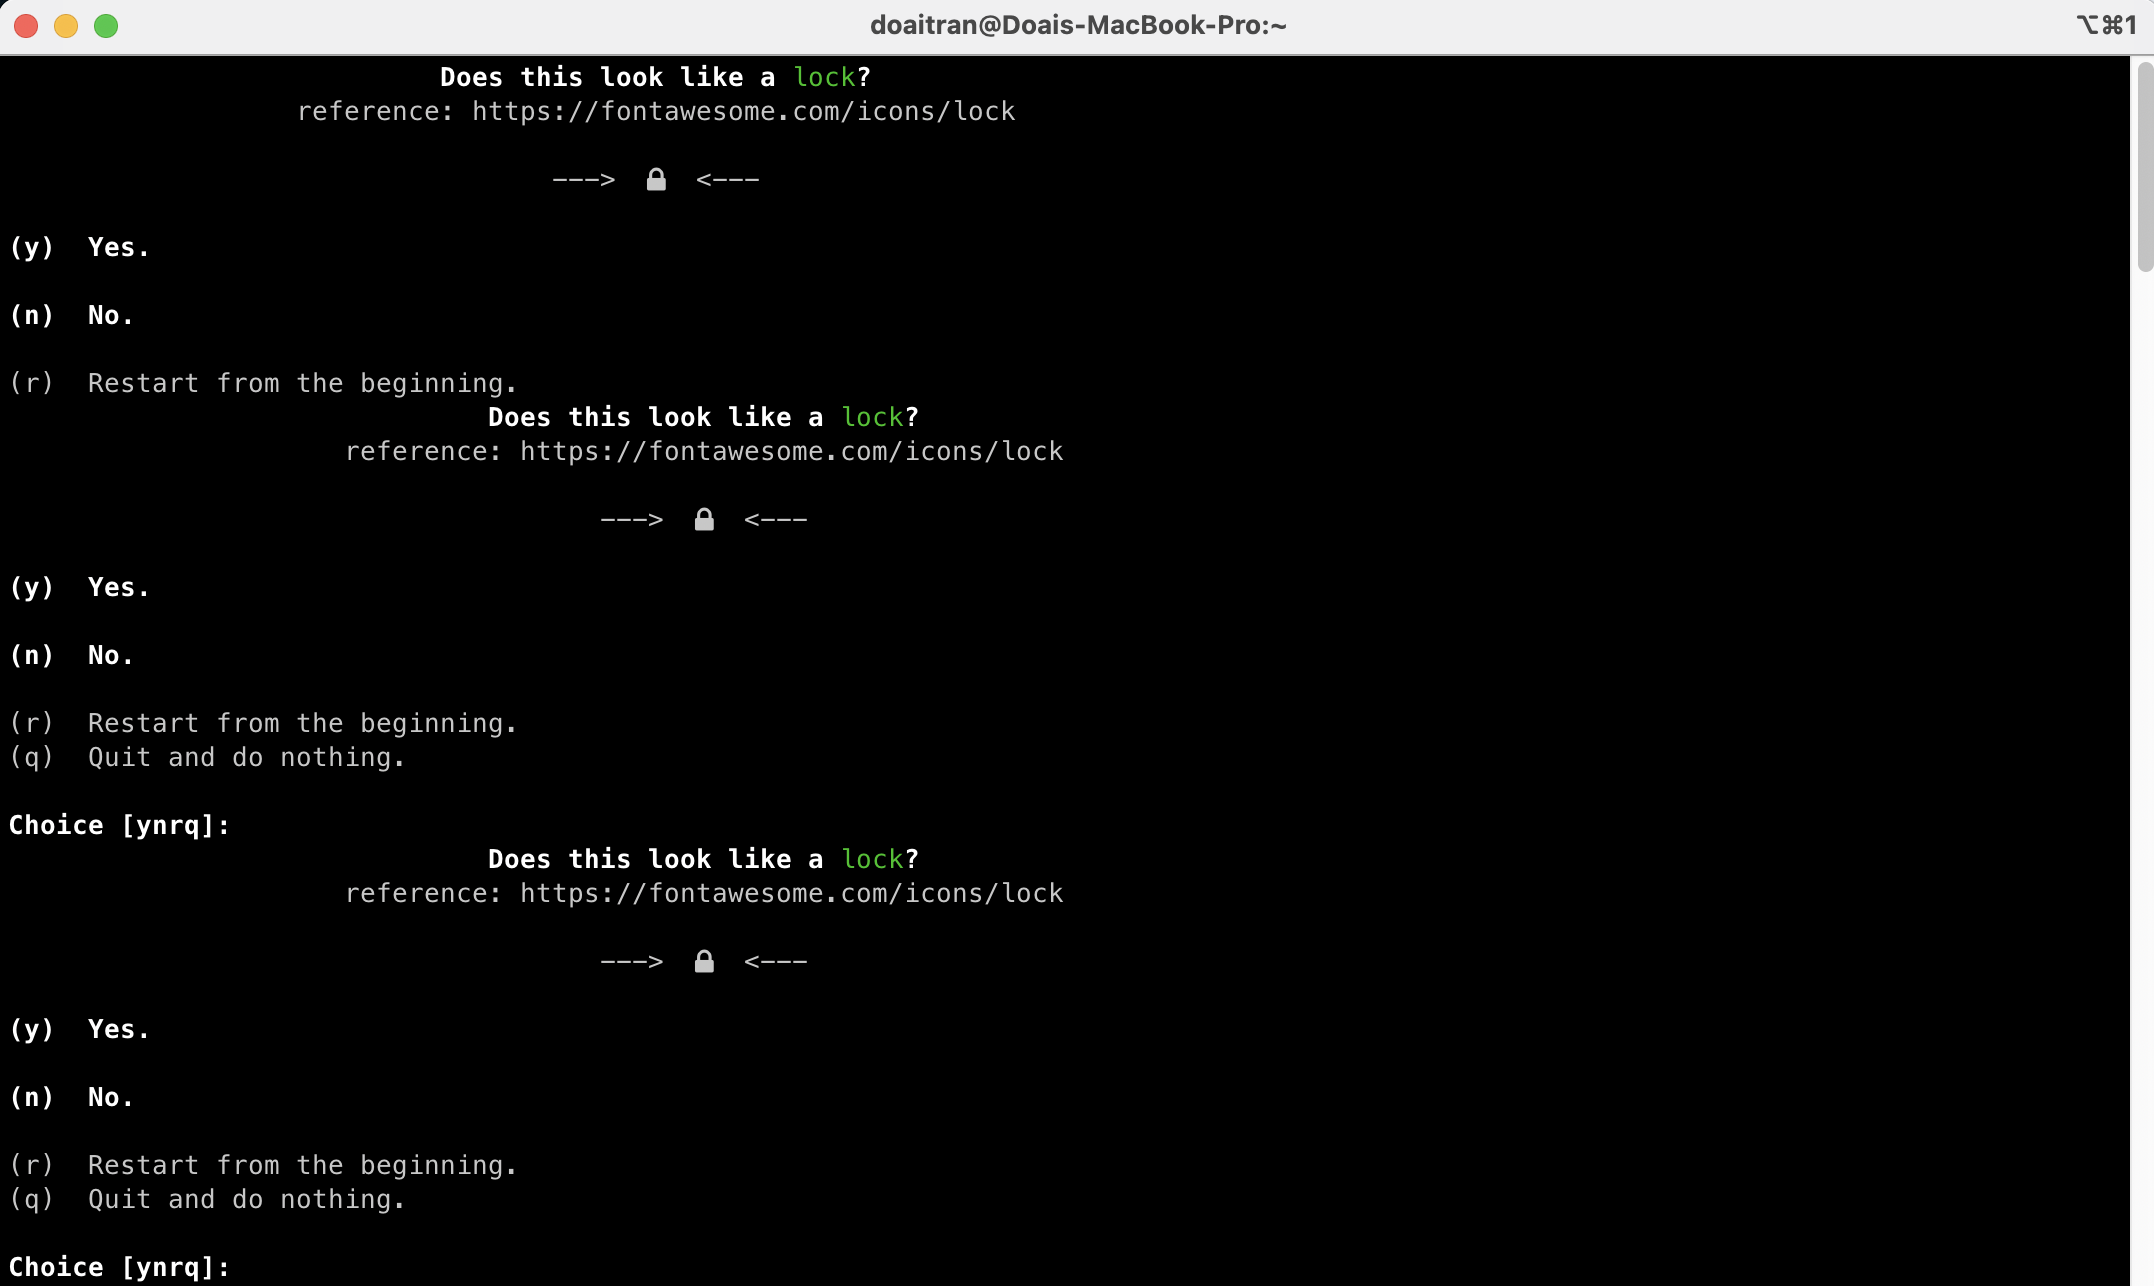 doaitran@Doais-MacBook-Pro:~
⌥⌘1
Does this look like a lock?
reference: https://fontawesome.com/icons/lock
---> 🔒 <---
(y) Yes.
(n) No.
(r) Restart from the beginning.
Does this look like a lock?
reference: https://fontawesome.com/icons/lock
---> 🔒 <---
(y) Yes.
(n) No.
(r) Restart from the beginning.
(q) Quit and do nothing.
Choice [ynrq]:
Does this look like a lock?
reference: https://fontawesome.com/icons/lock
---> 🔒 <---
(y) Yes.
(n) No.
(r) Restart from the beginning.
(q) Quit and do nothing.
Choice [ynrq]: